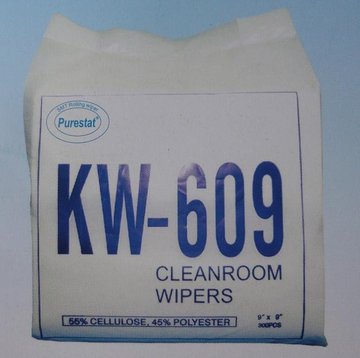 Purestat®
KW-609
CLEANROOM
WIPERS
55% CELLULOSE, 45% POLYESTER
9" x 9"
300PCS